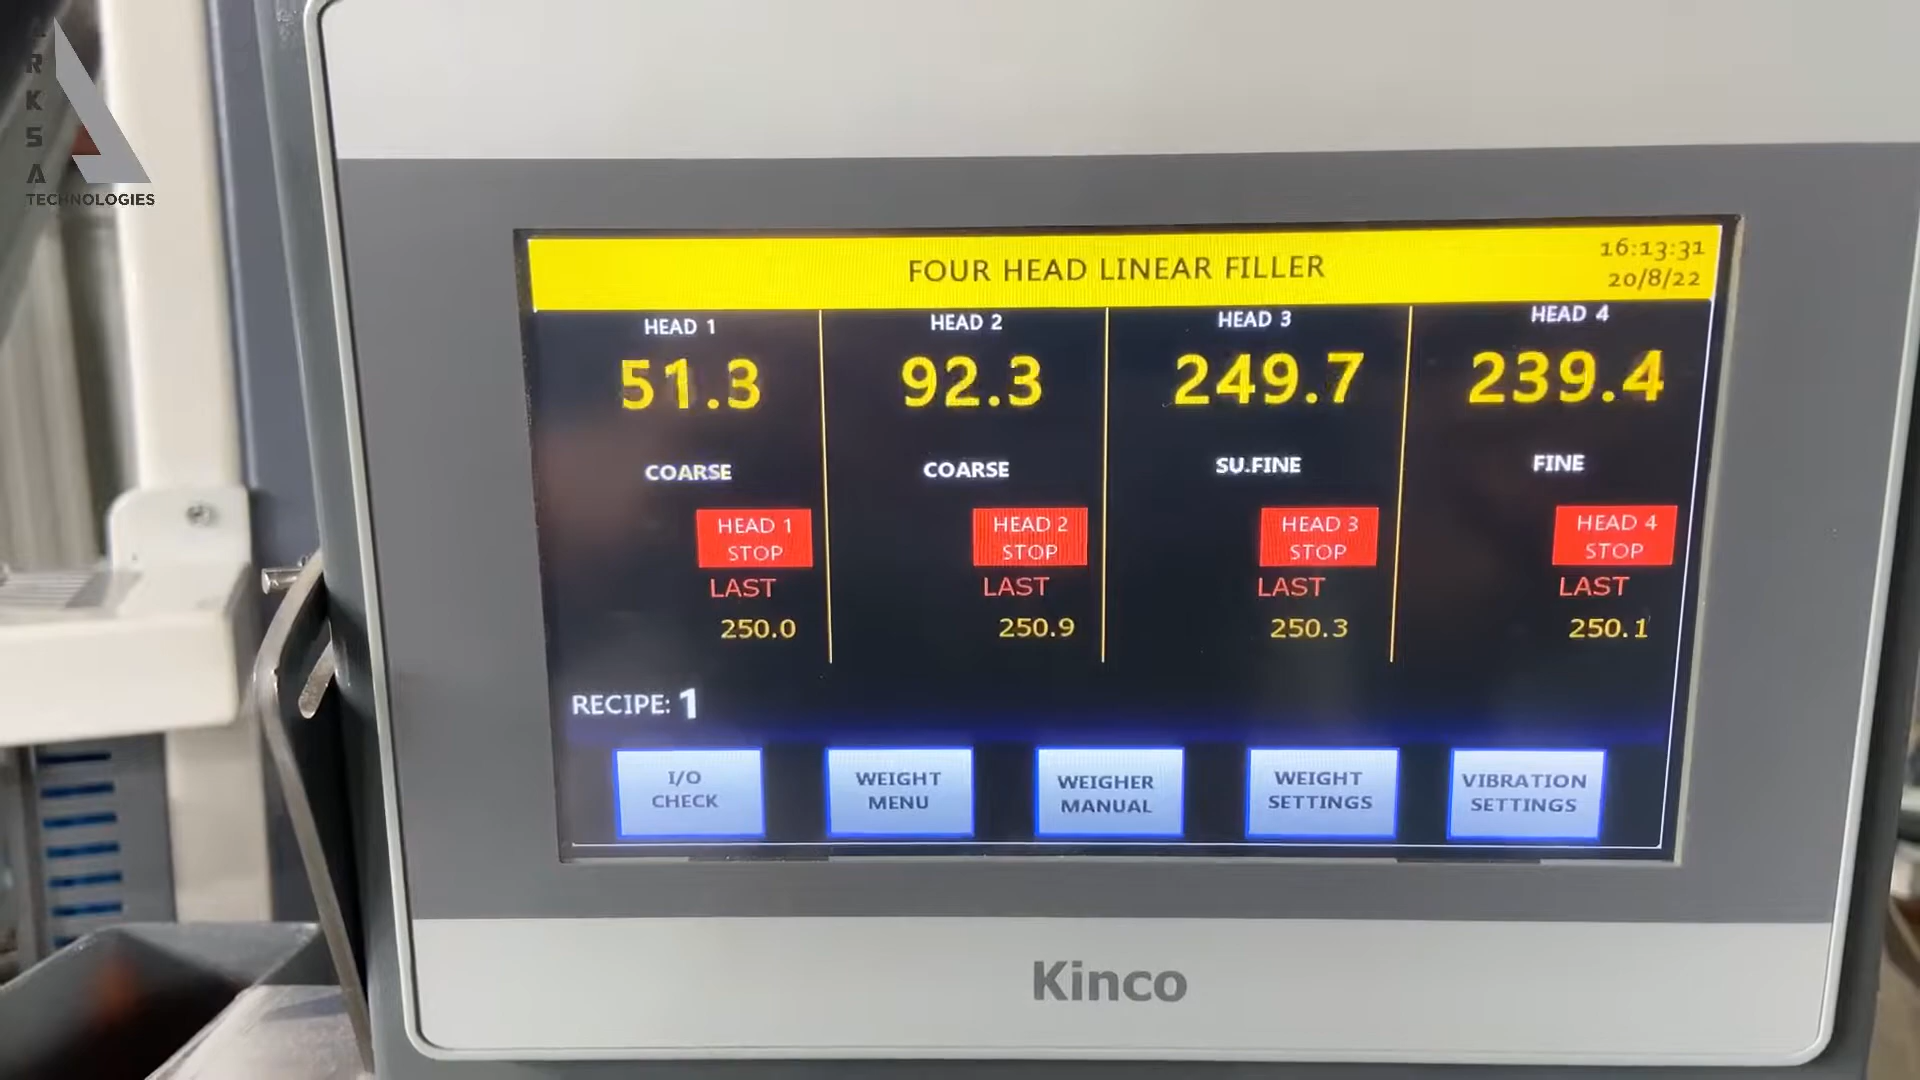 ARKSA
TECHNOLOGIES
FOUR HEAD LINEAR FILLER
16:13:31
20/8/22
HEAD 1
HEAD 2
HEAD 3
HEAD 4
51.3
92.3
249.7
239.4
COARSE
COARSE
SU.FINE
FINE
HEAD 1
STOP
HEAD 2
STOP
HEAD 3
STOP
HEAD 4
STOP
LAST
LAST
LAST
LAST
250.0
250.9
250.3
250.1
RECIPE: 1
I/O
CHECK
WEIGHT
MENU
WEIGHER
MANUAL
WEIGHT
SETTINGS
VIBRATION
SETTINGS
Kinco